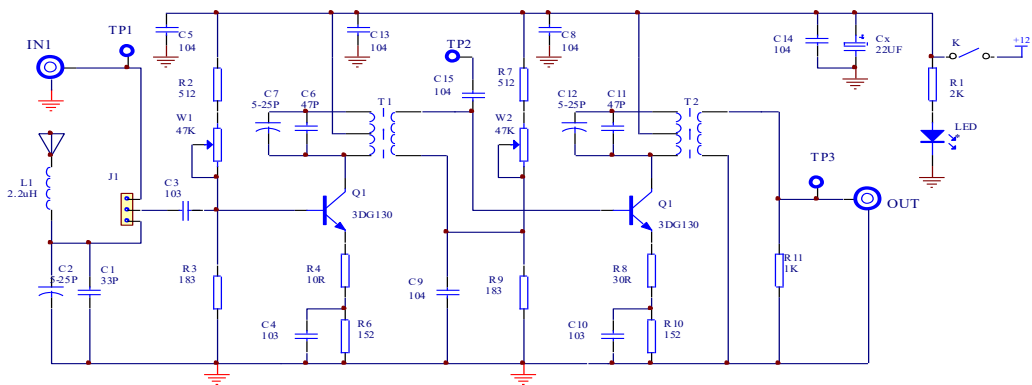 IN1
TP1
C5
104
R2
512
W1
47K
C7
5-25P
C6
47P
C13
104
T1
TP2
C15
104
R7
512
W2
47K
C8
104
C12
5-25P
C11
47P
T2
C14
104
Cx
22UF
K
+12
R1
2K
LED
L1
2.2uH
J1
C3
103
Q1
3DG130
Q1
3DG130
TP3
OUT
C2
5-25P
C1
33P
R3
183
R4
10R
C4
103
R6
152
C9
104
R9
183
R8
30R
C10
103
R10
152
R11
1K